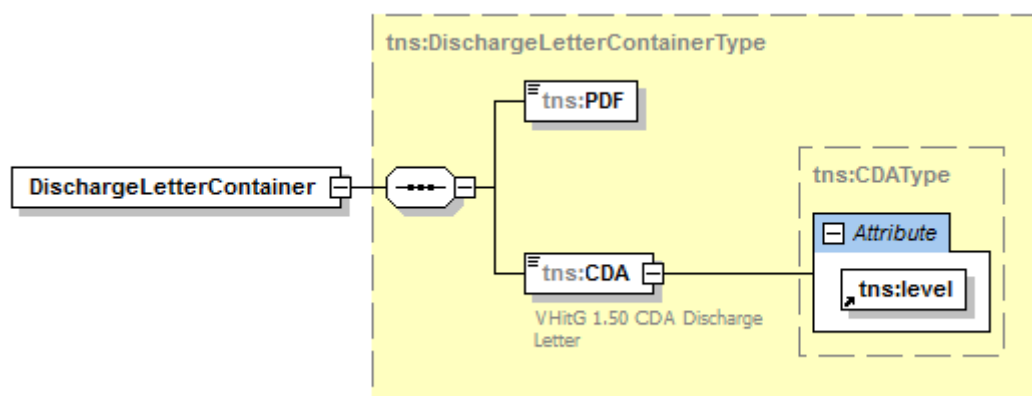 tns:DischargeLetterContainerType
tns:PDF
DischargeLetterContainer
tns:CDAType
Attribute
tns:CDA
tns:level
VHitG 1.50 CDA Discharge
Letter